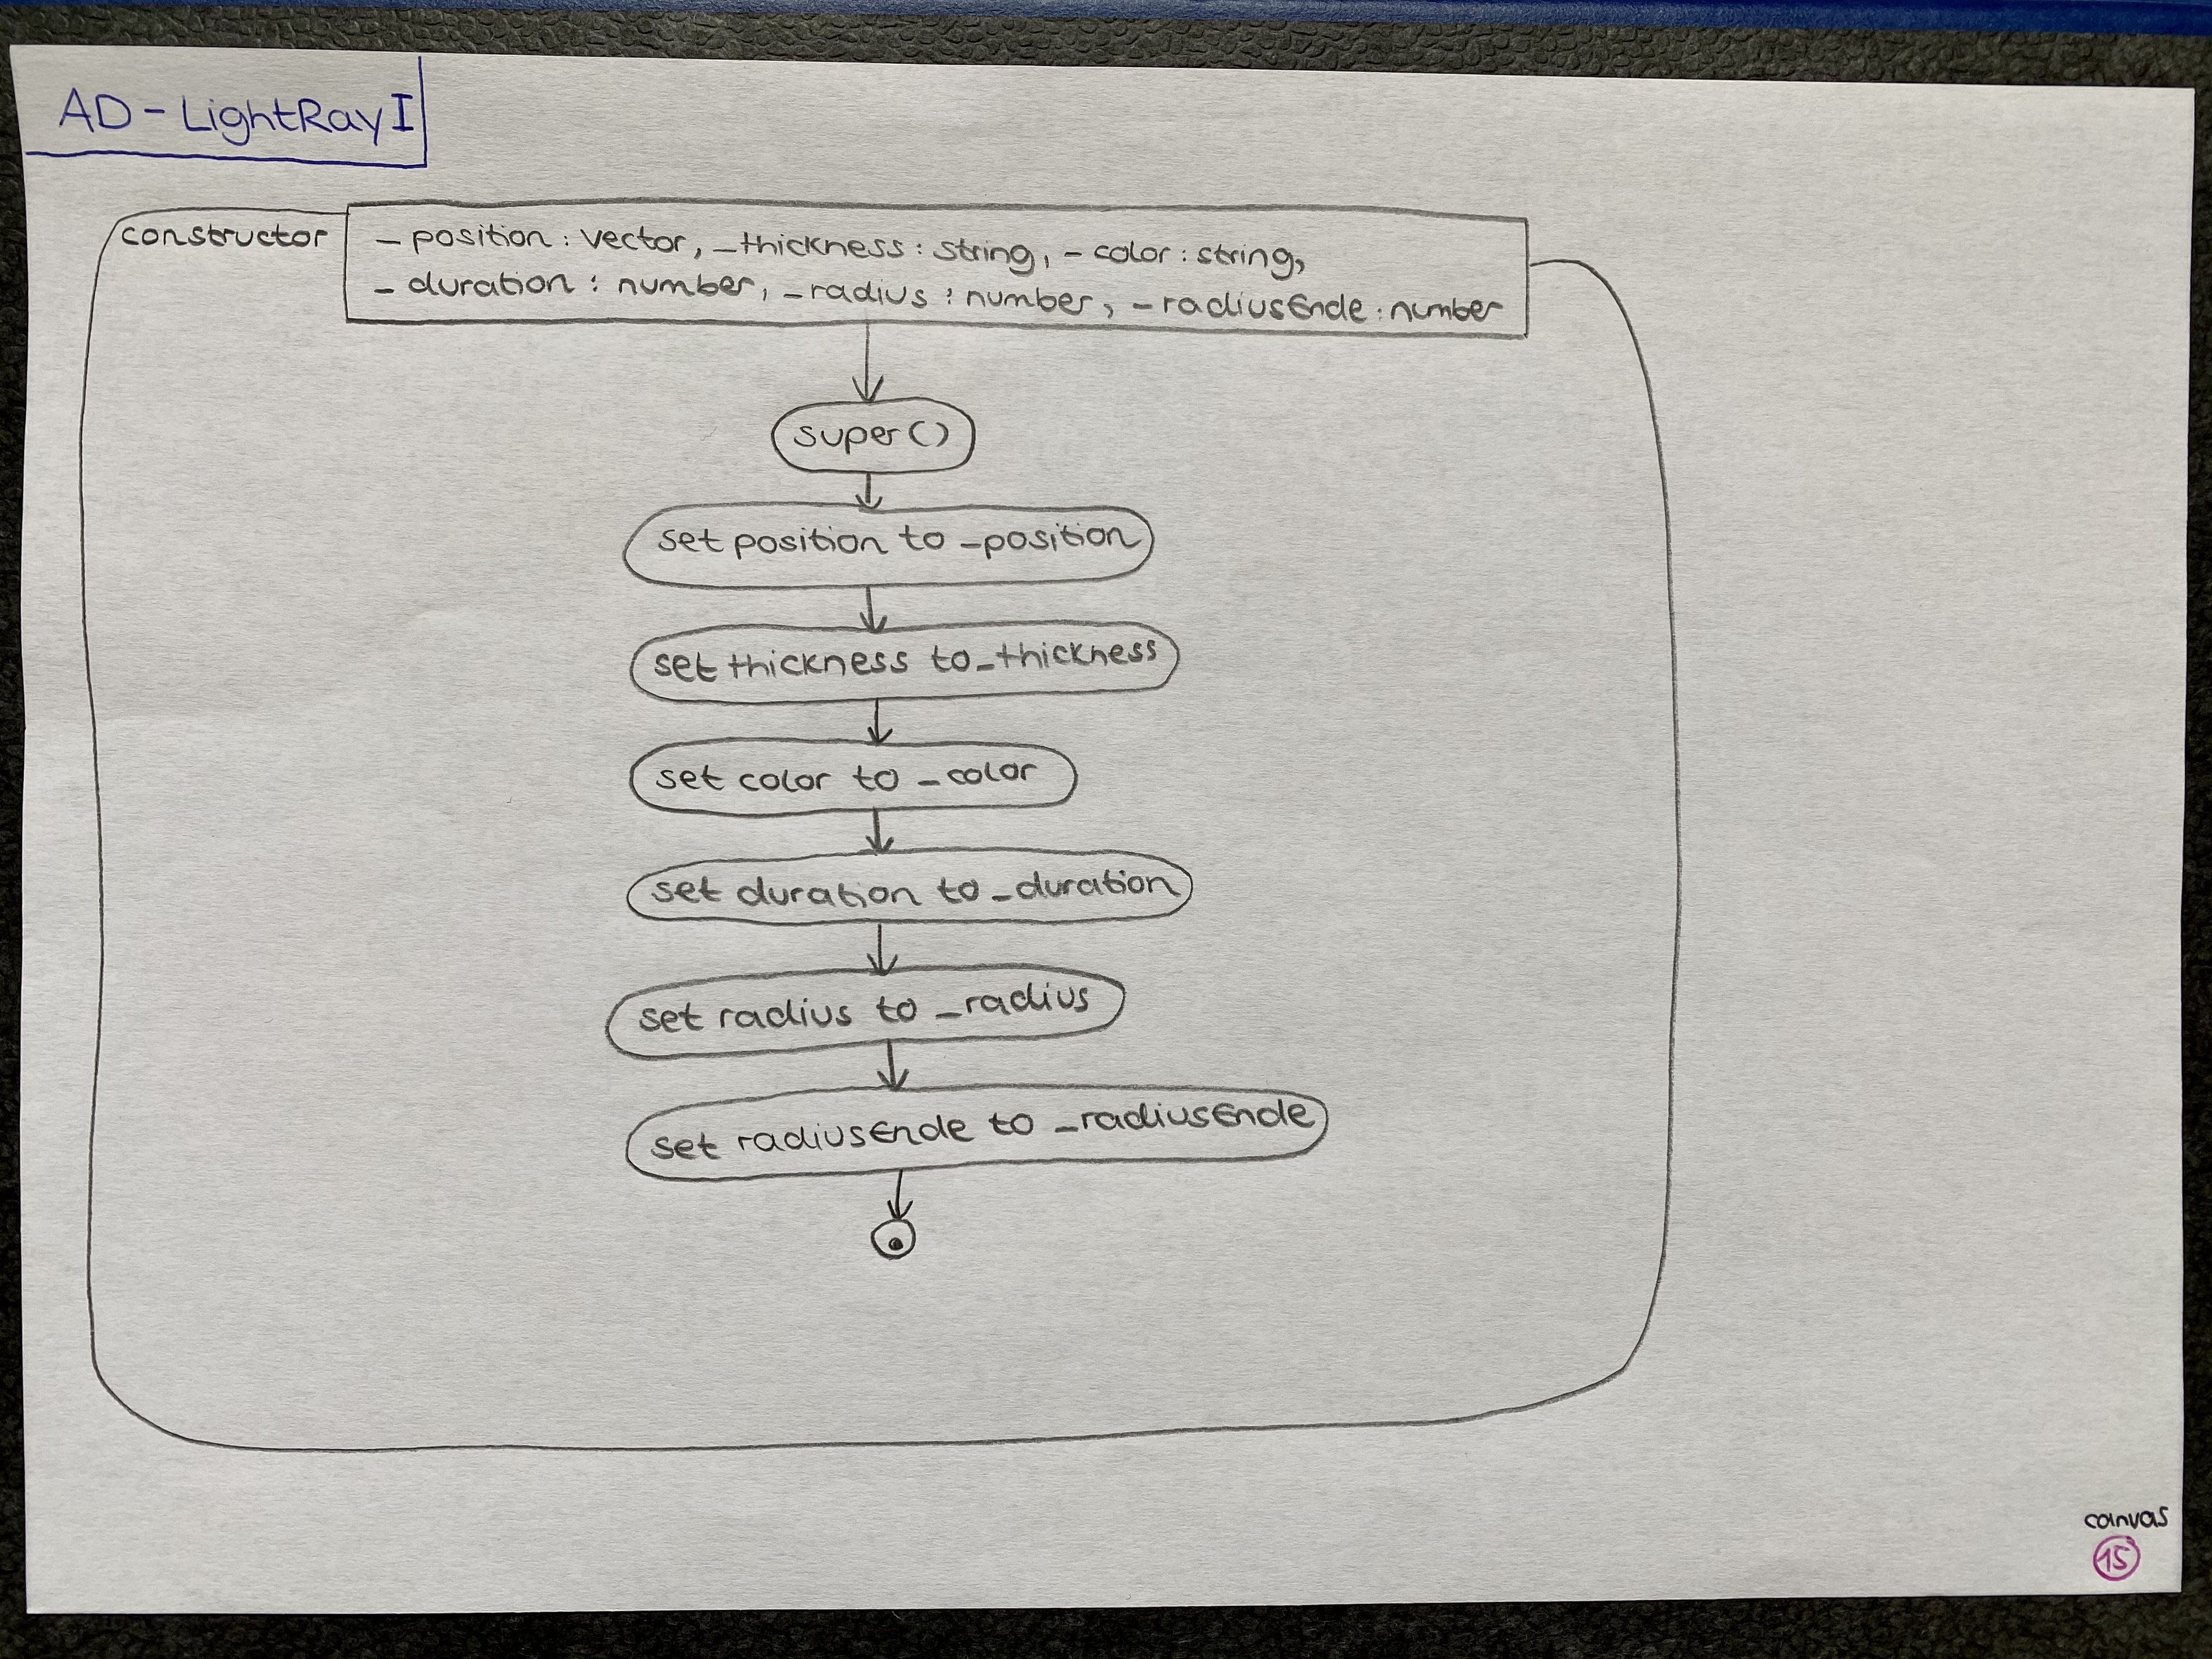 AD - LightRay I
constructor
_position: vector, _thickness: string, _color: string,
_duration: number, _radius: number, _radiusEnde: number
super()
set position to _position
set thickness to _thickness
set color to _color
set duration to _duration
set radius to _radius
set radiusEnde to _radiusEnde
canvas
15